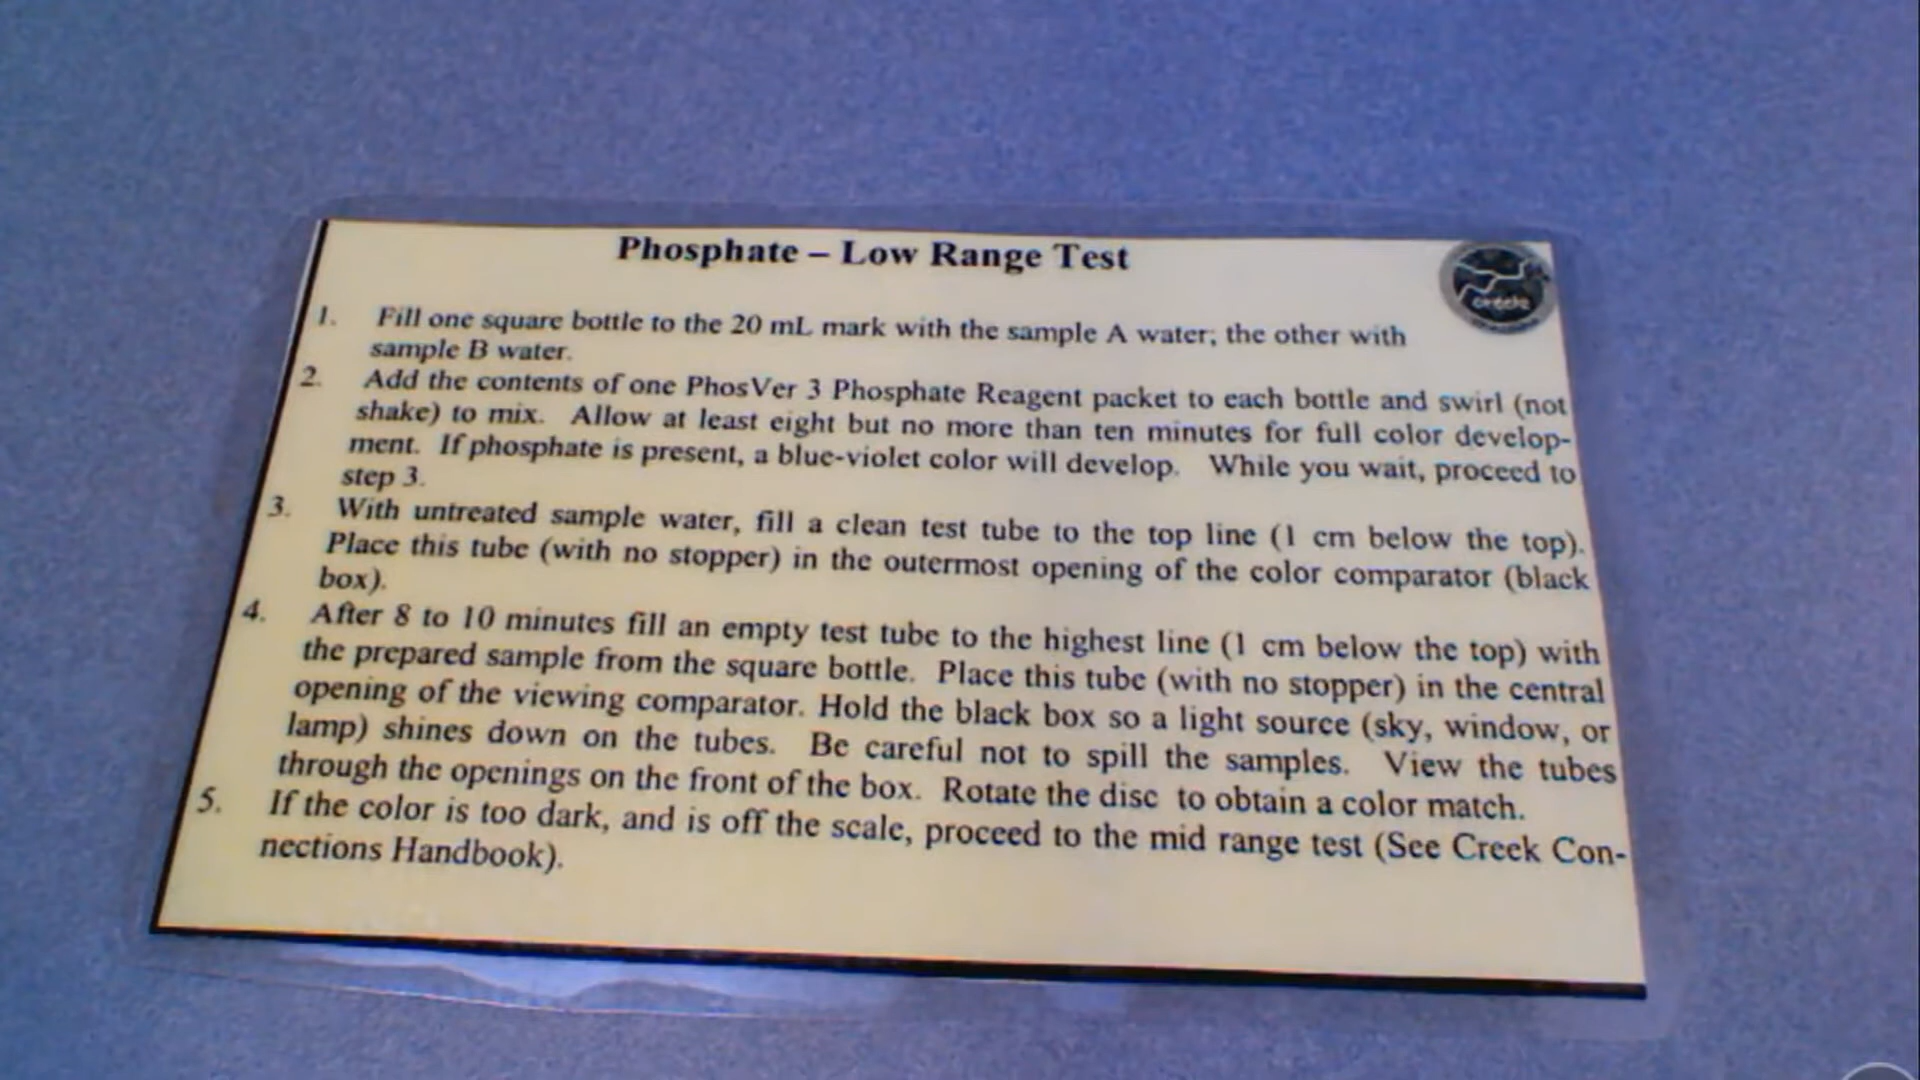 Phosphate – Low Range Test
1. Fill one square bottle to the 20 mL mark with the sample A water; the other with
sample B water.
2. Add the contents of one PhosVer 3 Phosphate Reagent packet to each bottle and swirl (not
shake) to mix. Allow at least eight but no more than ten minutes for full color develop-
ment. If phosphate is present, a blue-violet color will develop. While you wait, proceed to
step 3.
3. With untreated sample water, fill a clean test tube to the top line (1 cm below the top).
Place this tube (with no stopper) in the outermost opening of the color comparator (black
box).
4. After 8 to 10 minutes fill an empty test tube to the highest line (1 cm below the top) with
the prepared sample from the square bottle. Place this tube (with no stopper) in the central
opening of the viewing comparator. Hold the black box so a light source (sky, window, or
lamp) shines down on the tubes. Be careful not to spill the samples. View the tubes
through the openings on the front of the box. Rotate the disc to obtain a color match.
5. If the color is too dark, and is off the scale, proceed to the mid range test (See Creek Con-
nections Handbook).